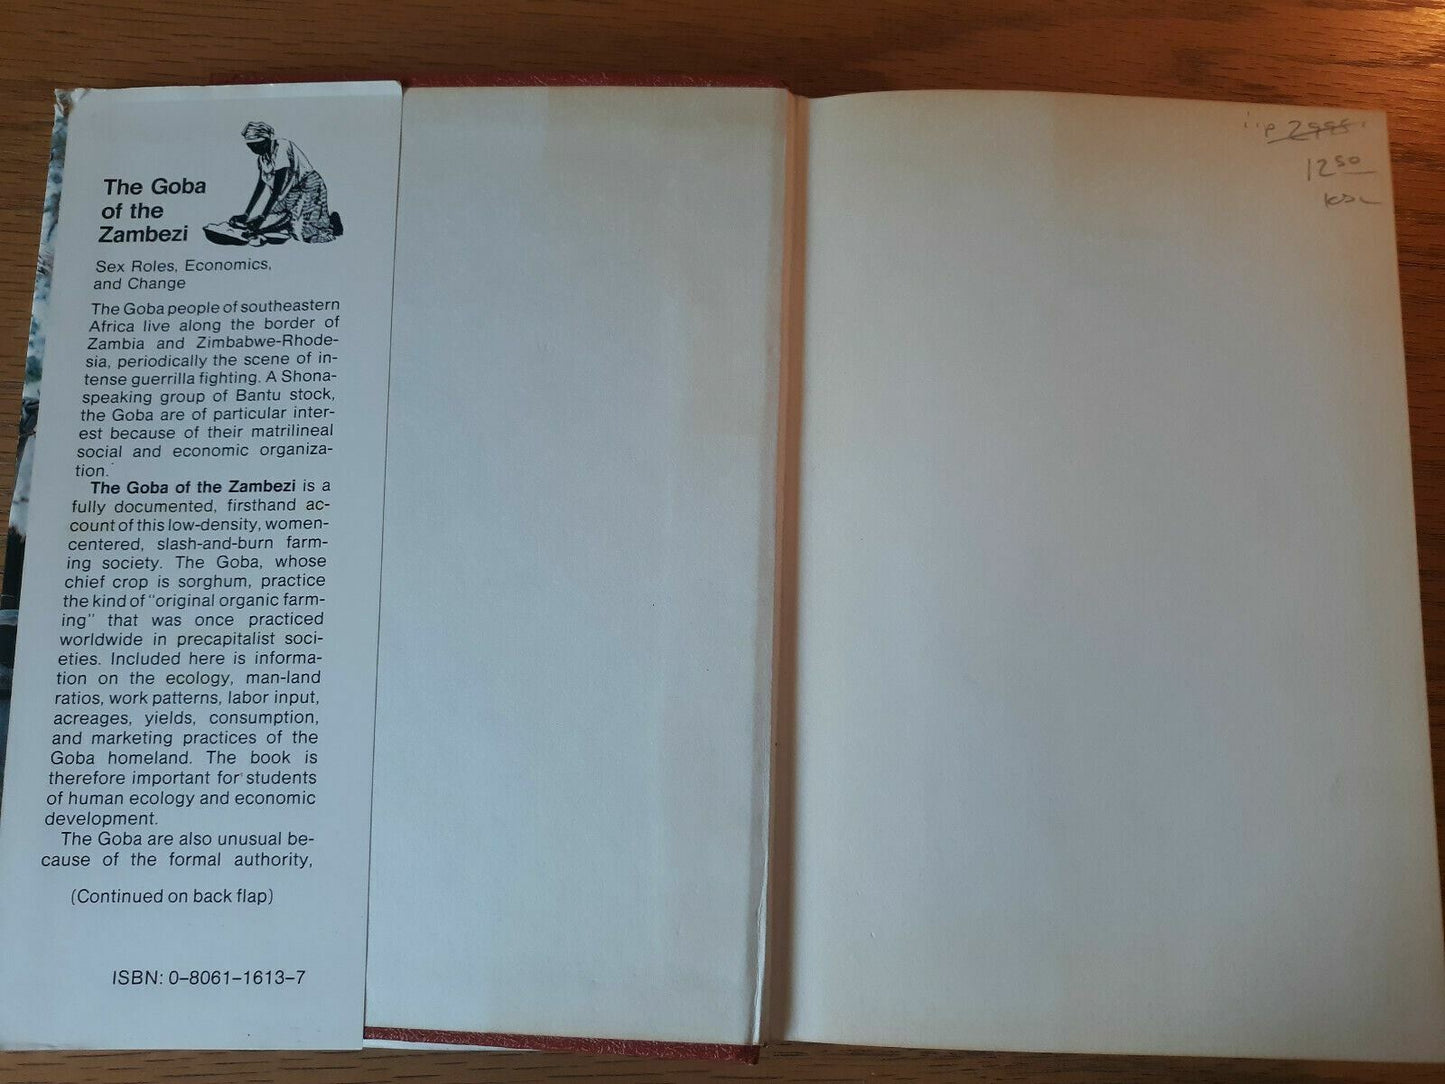 The Goba
of the
Zambezi
Sex Roles, Economics,
and Change
The Goba people of southeastern
Africa live along the border of
Zambia and Zimbabwe-Rhode-
sia, periodically the scene of in-
tense guerrilla fighting. A Shona-
speaking group of Bantu stock,
the Goba are of particular inter-
est because of their matrilineal
social and economic organiza-
tion.
The Goba of the Zambezi is a
fully documented, firsthand ac-
count of this low-density, women-
centered, slash-and-burn farm-
ing society. The Goba, whose
chief crop is sorghum, practice
the kind of "original organic farm-
ing" that was once practiced
worldwide in precapitalist soci-
eties. Included here is informa-
tion on the ecology, man-land
ratios, work patterns, labor input,
acreages, yields, consumption,
and marketing practices of the
Goba homeland. The book is
therefore important for students
of human ecology and economic
development.
The Goba are also unusual be-
cause of the formal authority,
(Continued on back flap)
ISBN: 0-8061-1613-7
12 50